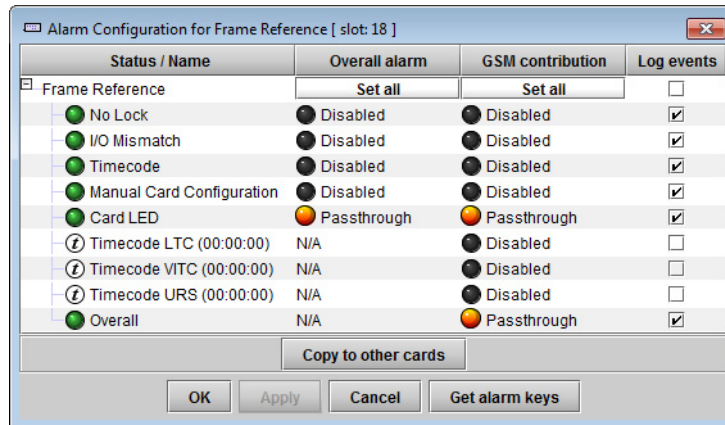 Alarm Configuration for Frame Reference [ slot: 18 ]
Status / Name Overall alarm GSM contribution Log events
Frame Reference Set all Set all
No Lock Disabled Disabled
I/O Mismatch Disabled Disabled
Timecode Disabled Disabled
Manual Card Configuration Disabled Disabled
Card LED Passthrough Passthrough
t Timecode LTC (00:00:00) N/A Disabled
t Timecode VITC (00:00:00) N/A Disabled
t Timecode URS (00:00:00) N/A Disabled
Overall N/A Passthrough
Copy to other cards
OK Apply Cancel Get alarm keys